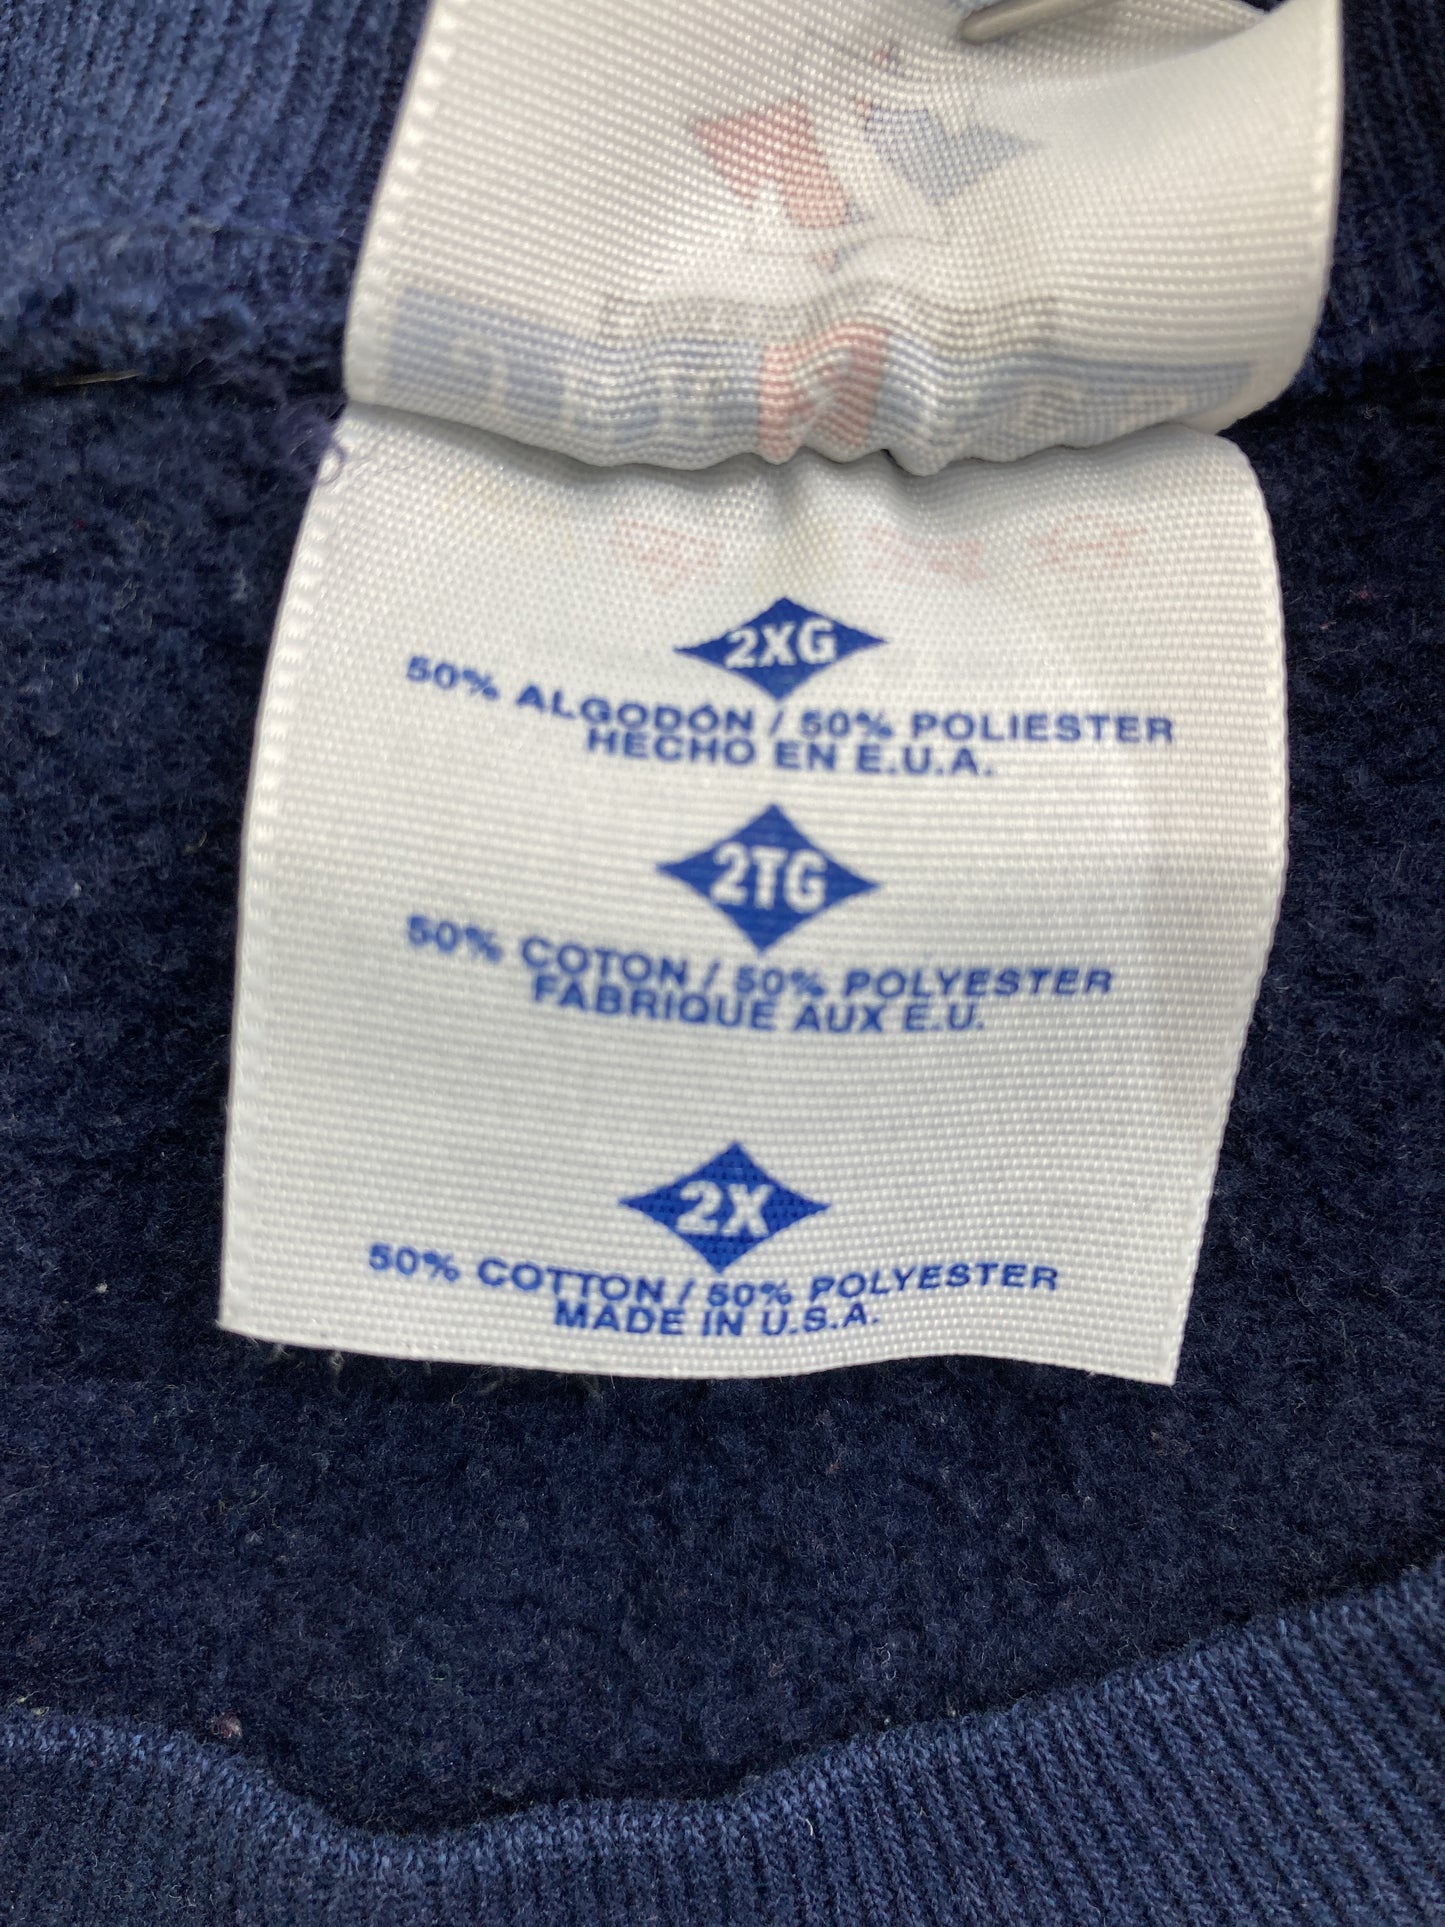 2XG
50% ALGODÓN / 50% POLIESTER
HECHO EN E.U.A.
2TG
50% COTON / 50% POLYESTER
FABRIQUE AUX E.U.
2X
50% COTTON / 50% POLYESTER
MADE IN U.S.A.